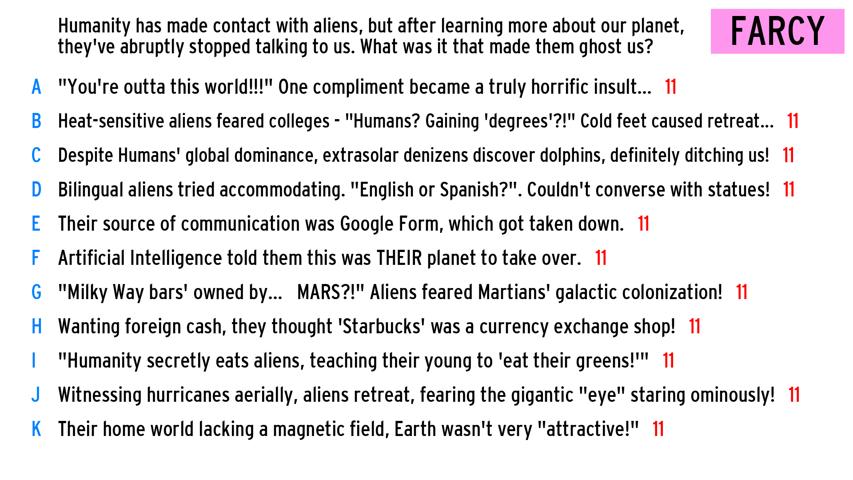 Humanity has made contact with aliens, but after learning more about our planet,
they've abruptly stopped talking to us. What was it that made them ghost us?
FARCY
A "You're outta this world!!!" One compliment became a truly horrific insult... 11
B Heat-sensitive aliens feared colleges - "Humans? Gaining 'degrees'?!" Cold feet caused retreat... 11
C Despite Humans' global dominance, extrasolar denizens discover dolphins, definitely ditching us! 11
D Bilingual aliens tried accommodating. "English or Spanish?". Couldn't converse with statues! 11
E Their source of communication was Google Form, which got taken down. 11
F Artificial Intelligence told them this was THEIR planet to take over. 11
G "Milky Way bars' owned by... MARS?!" Aliens feared Martians' galactic colonization! 11
H Wanting foreign cash, they thought 'Starbucks' was a currency exchange shop! 11
I "Humanity secretly eats aliens, teaching their young to 'eat their greens!'" 11
J Witnessing hurricanes aerially, aliens retreat, fearing the gigantic "eye" staring ominously! 11
K Their home world lacking a magnetic field, Earth wasn't very "attractive!" 11